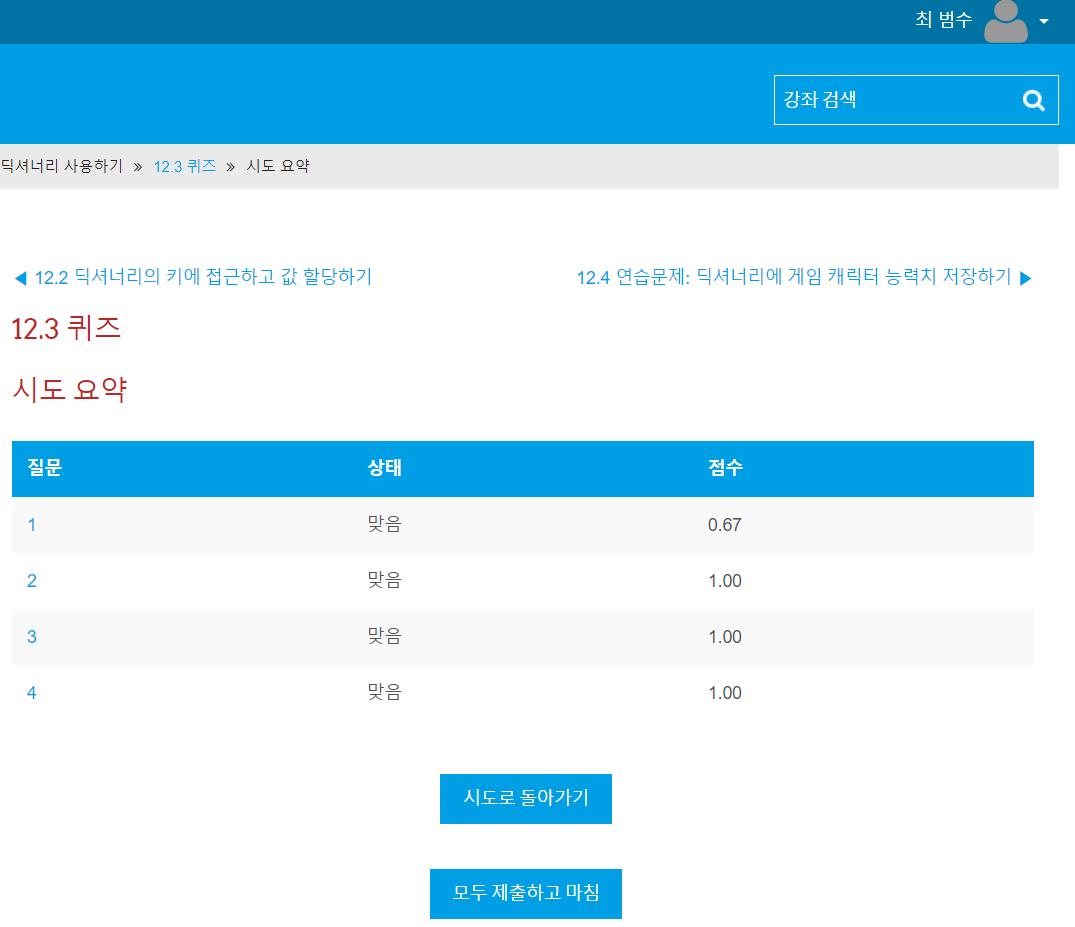 최 범수
강좌 검색
딕셔너리 사용하기 » 12.3 퀴즈 » 시도 요약
◀ 12.2 딕셔너리의 키에 접근하고 값 할당하기 12.4 연습문제: 딕셔너리에 게임 캐릭터 능력치 저장하기 ▶
12.3 퀴즈
시도 요약
질문 상태 점수
1 맞음 0.67
2 맞음 1.00
3 맞음 1.00
4 맞음 1.00
시도로 돌아가기
모두 제출하고 마침